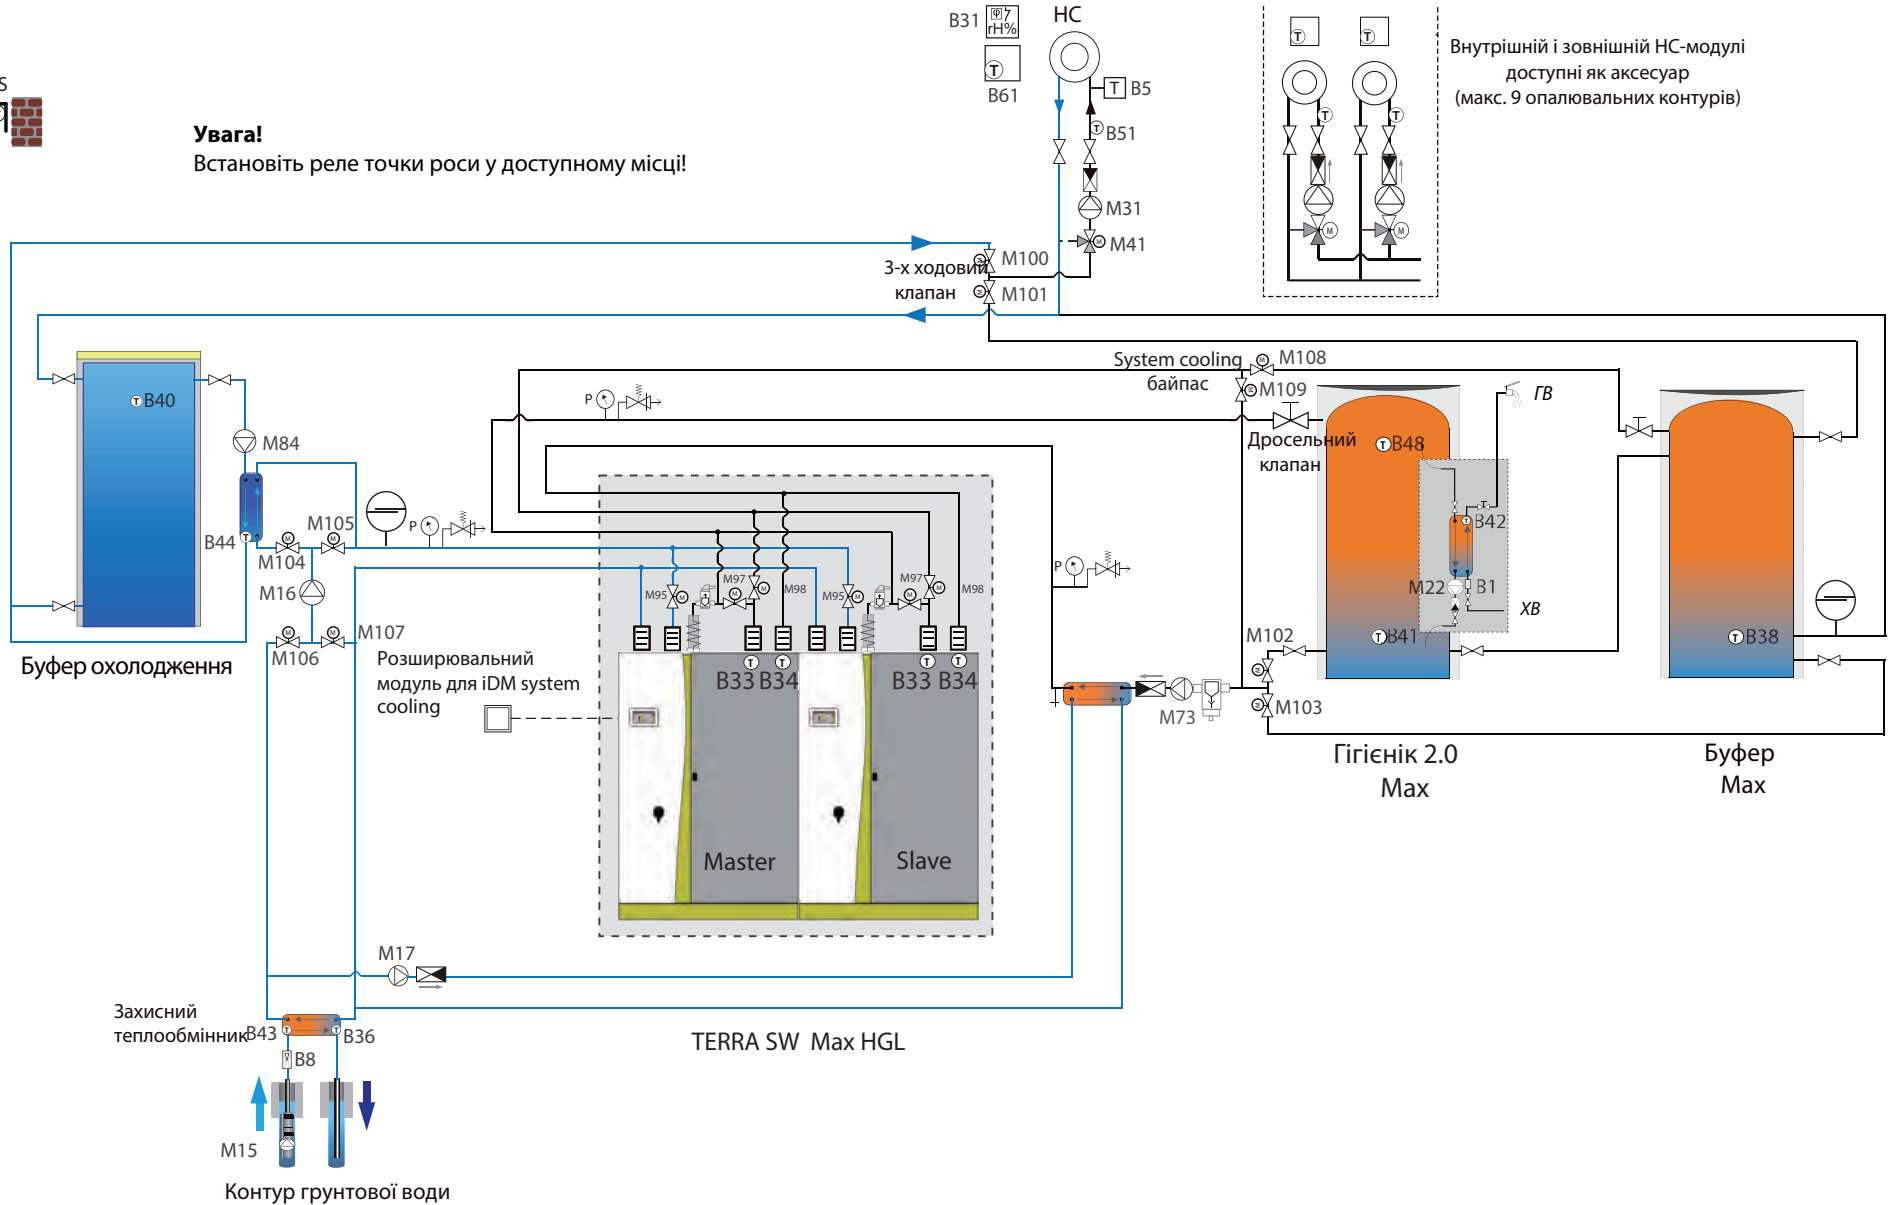 B31
rH%
HC
B61
B5
B51
M31
M41
Внутрішній і зовнішній НС-модулі
доступні як аксесуар
(макс. 9 опалювальних контурів)
S
Увага!
Встановіть реле точки роси у доступному місці!
M100
3-х ходовий
клапан
M101
System cooling
байпас
M108
M109
ГВ
B40
P
M84
Дросельний
клапан
B48
B42
M105
P
B44
M104
M16
M97
M95
M98
M97
M95
M98
P
M22
B1
ХВ
M107
M106
M102
B41
B38
Буфер охолодження
Розширювальний
модуль для iDM system
cooling
B33
B34
B33
B34
M73
M103
Гігієнік 2.0
Max
Буфер
Max
Master
Slave
M17
Захисний
теплообмінник
B43
B36
B8
TERRA SW Max HGL
M15
Контур грунтової води